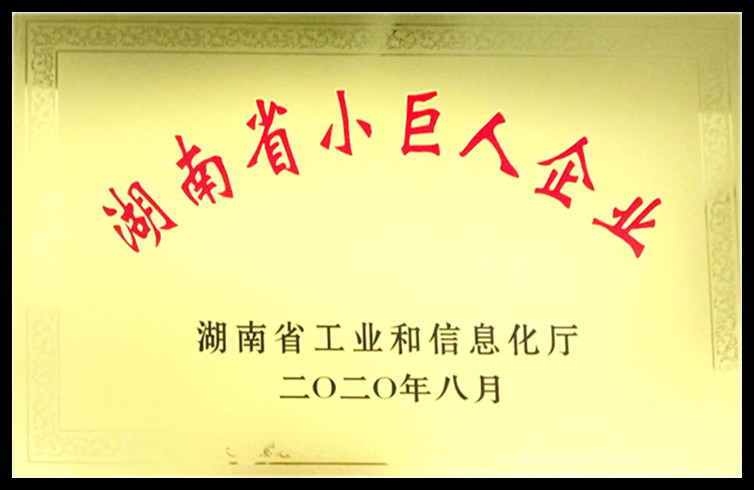 湖南省小巨人企业
湖南省工业和信息化厅
二〇二〇年八月